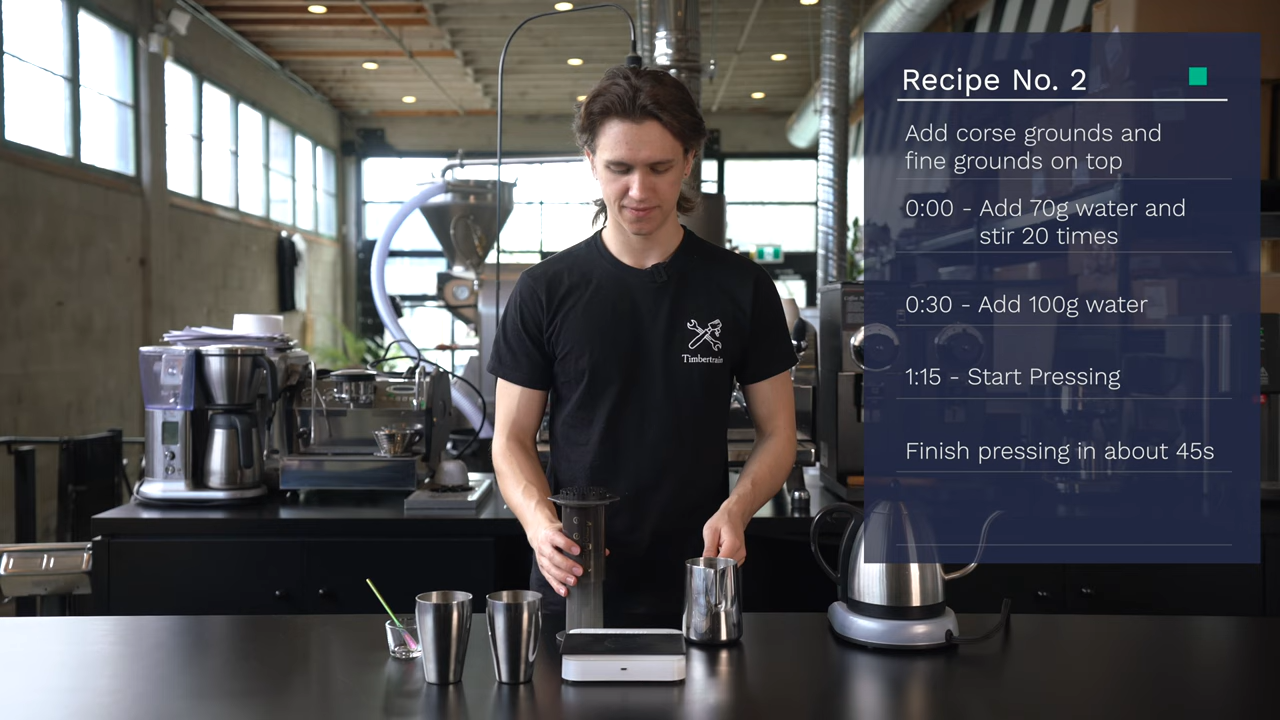 Recipe No. 2
Add corse grounds and
fine grounds on top
0:00 - Add 70g water and
stir 20 times
0:30 - Add 100g water
1:15 - Start Pressing
Finish pressing in about 45s
Timbertrain